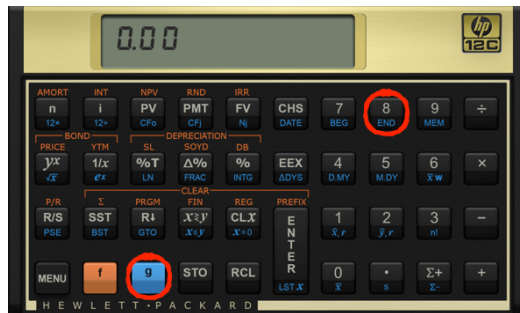 0.00
hp
12C
AMORT INT NPV RND IRR
n i PV PMT FV CHS 7 8 9 ÷
12× 12÷ CFo CFj Nj DATE BEG END MEM
BOND DEPRECIATION
PRICE YTM SL SOYD DB
yx 1/x %T Δ% % EEX 4 5 6 ×
√x ex LN FRAC INTG ΔDYS D.MY M.DY x̄w
CLEAR
P/R Σ PRGM FIN REG PREFIX
R/S SST R↓ x≷y CLX ENTER 1 2 3 −
PSE BST GTO x≤y x=0 x̂,r ŷ,r n!
MENU f g STO RCL 0 · Σ+ +
LST X x̄ s Σ-
HEWLETT·PACKARD